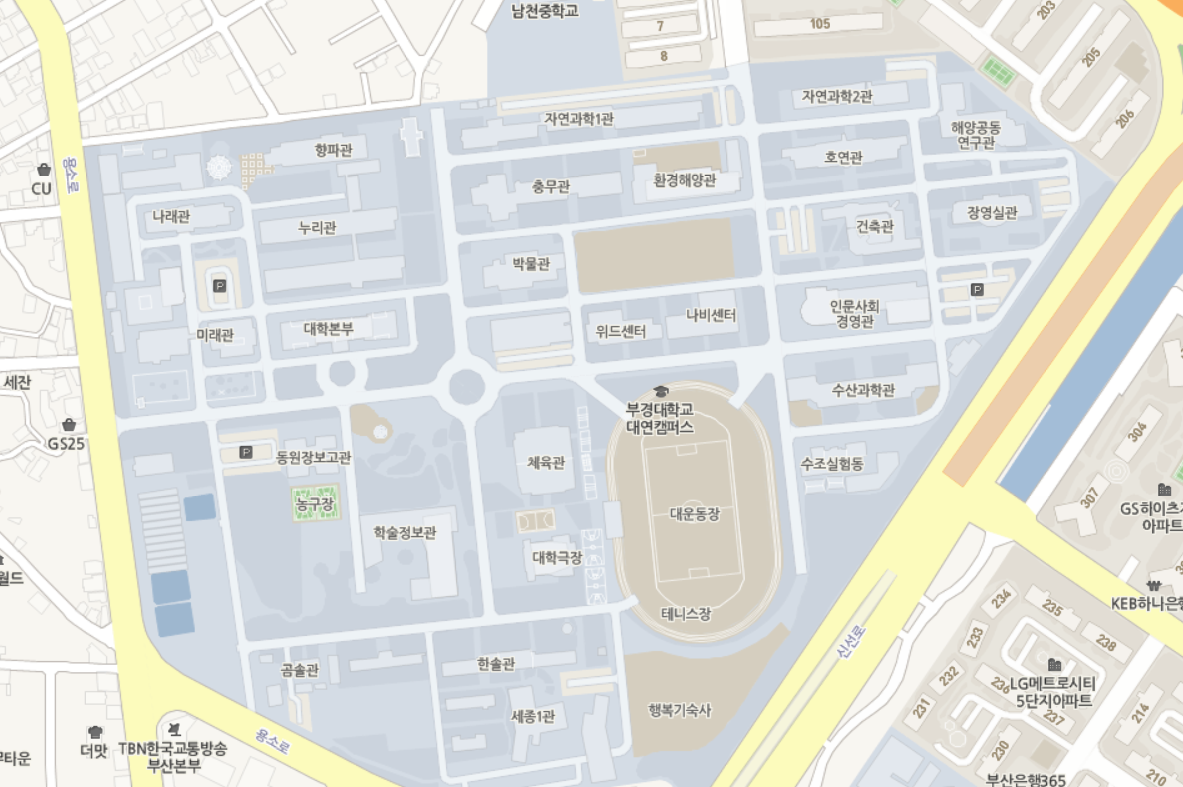 남천중학교
7
8
105
203
205
206
자연과학2관
자연과학1관
해양공동
연구관
향파관
호연관
용소로
CU
충무관
환경해양관
나래관
누리관
장영실관
건축관
박물관
P
P
인문사회
경영관
미래관
대학본부
위드센터
나비센터
세잔
수산과학관
부경대학교
대연캠퍼스
GS25
P
동원장보고관
체육관
수조실험동
304
307
농구장
학술정보관
대운동장
GS하이츠자
아파트
대학극장
월드
KEB하나은행
234
235
233
238
테니스장
신선로
곰솔관
한솔관
232
236
LG메트로시티
5단지아파트
231
237
214
행복기숙사
세종1관
용소로
더맛
TBN한국교통방송
부산본부
230
부산은행365
210